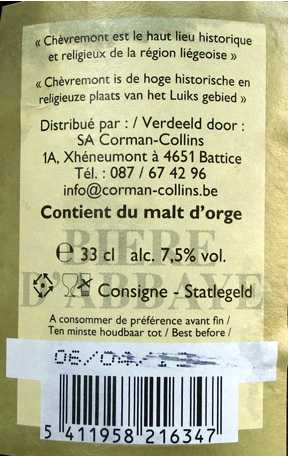 « Chèvremont est le haut lieu historique
et religieux de la région liégeoise »
« Chèvremont is de hoge historische en
religieuze plaats van het Luiks gebied »
Distribué par : / Verdeeld door :
SA Corman-Collins
1A, Xhéneumont à 4651 Battice
Tél. : 087 / 67 42 96
info@corman-collins.be
Contient du malt d'orge
BIERE
D'ABBAYE
e 33 cl alc. 7,5% vol.
Consigne - Statlegeld
A consommer de préférence avant fin /
Ten minste houdbaar tot / Best before /
06/04/
5 411958 216347